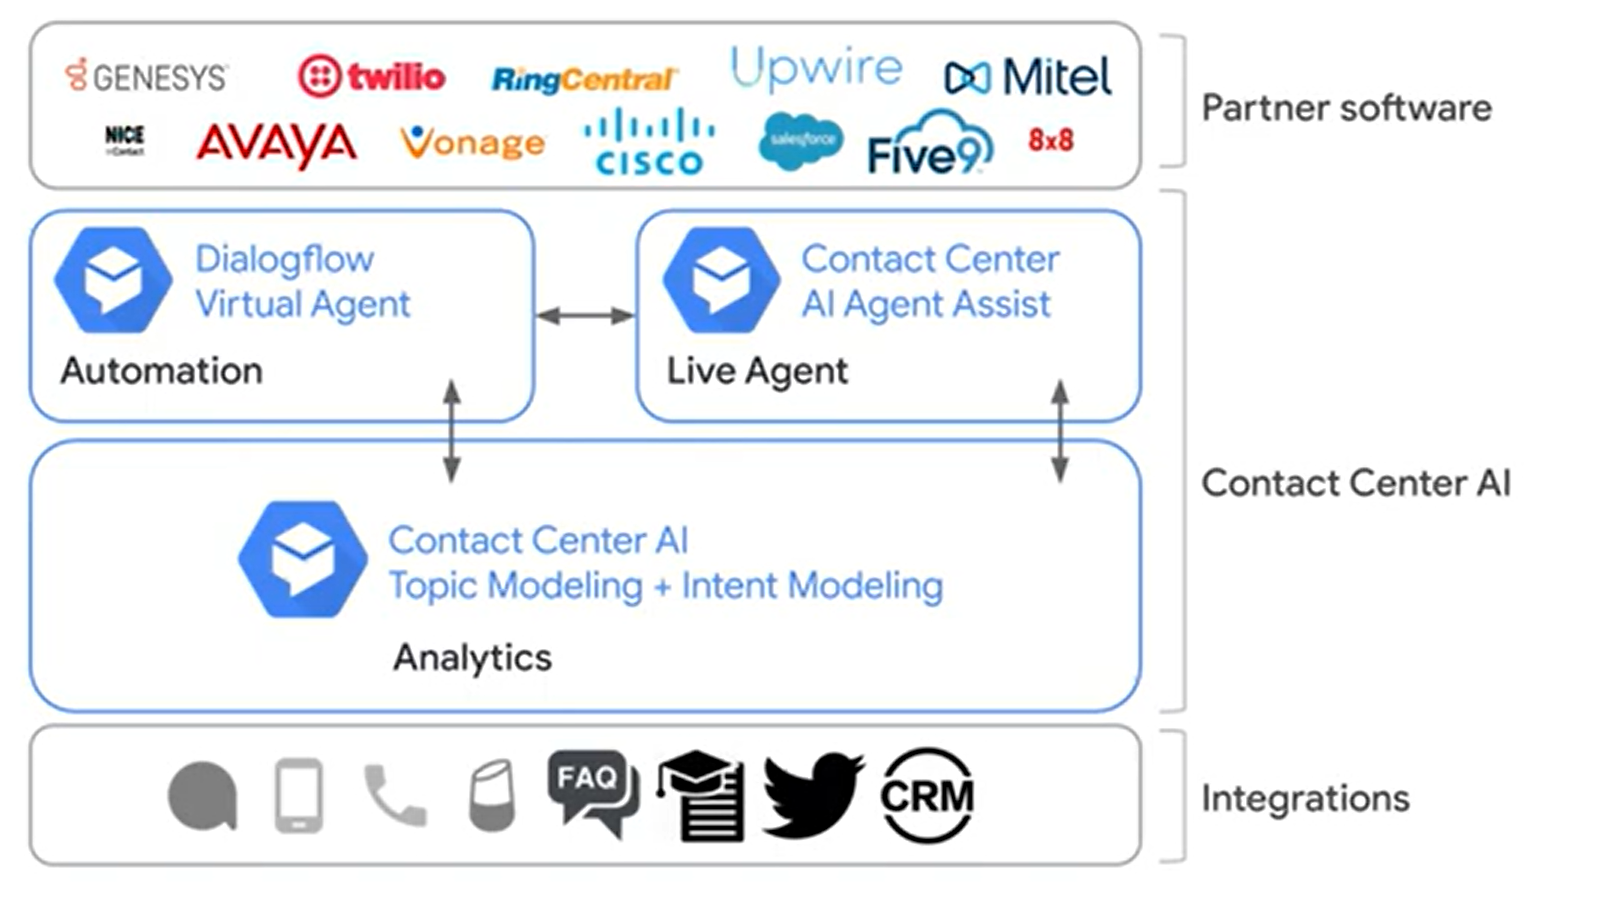 GENESYS
twilio
RingCentral
Upwire
Mitel
NICE
inContact
AVAYA
Vonage
CISCO
salesforce
Five9
8x8
Partner software
Dialogflow
Virtual Agent
Automation
Contact Center
AI Agent Assist
Live Agent
Contact Center AI
Topic Modeling + Intent Modeling
Analytics
Contact Center AI
FAQ
CRM
Integrations